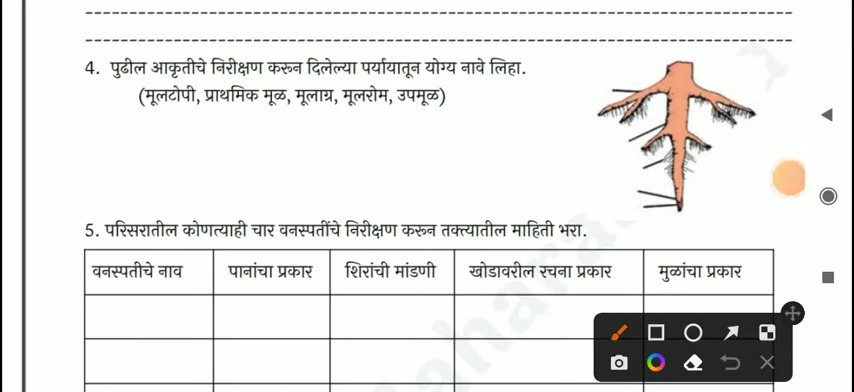 4. पुढील आकृतीचे निरीक्षण करून दिलेल्या पर्यायातून योग्य नावे लिहा.
(मूलटोपी, प्राथमिक मूळ, मूलाग्र, मूलरोम, उपमूळ)
5. परिसरातील कोणत्याही चार वनस्पतींचे निरीक्षण करून तक्त्यातील माहिती भरा.
वनस्पतीचे नाव पानांचा प्रकार शिरांची मांडणी खोडावरील रचना प्रकार मुळांचा प्रकार